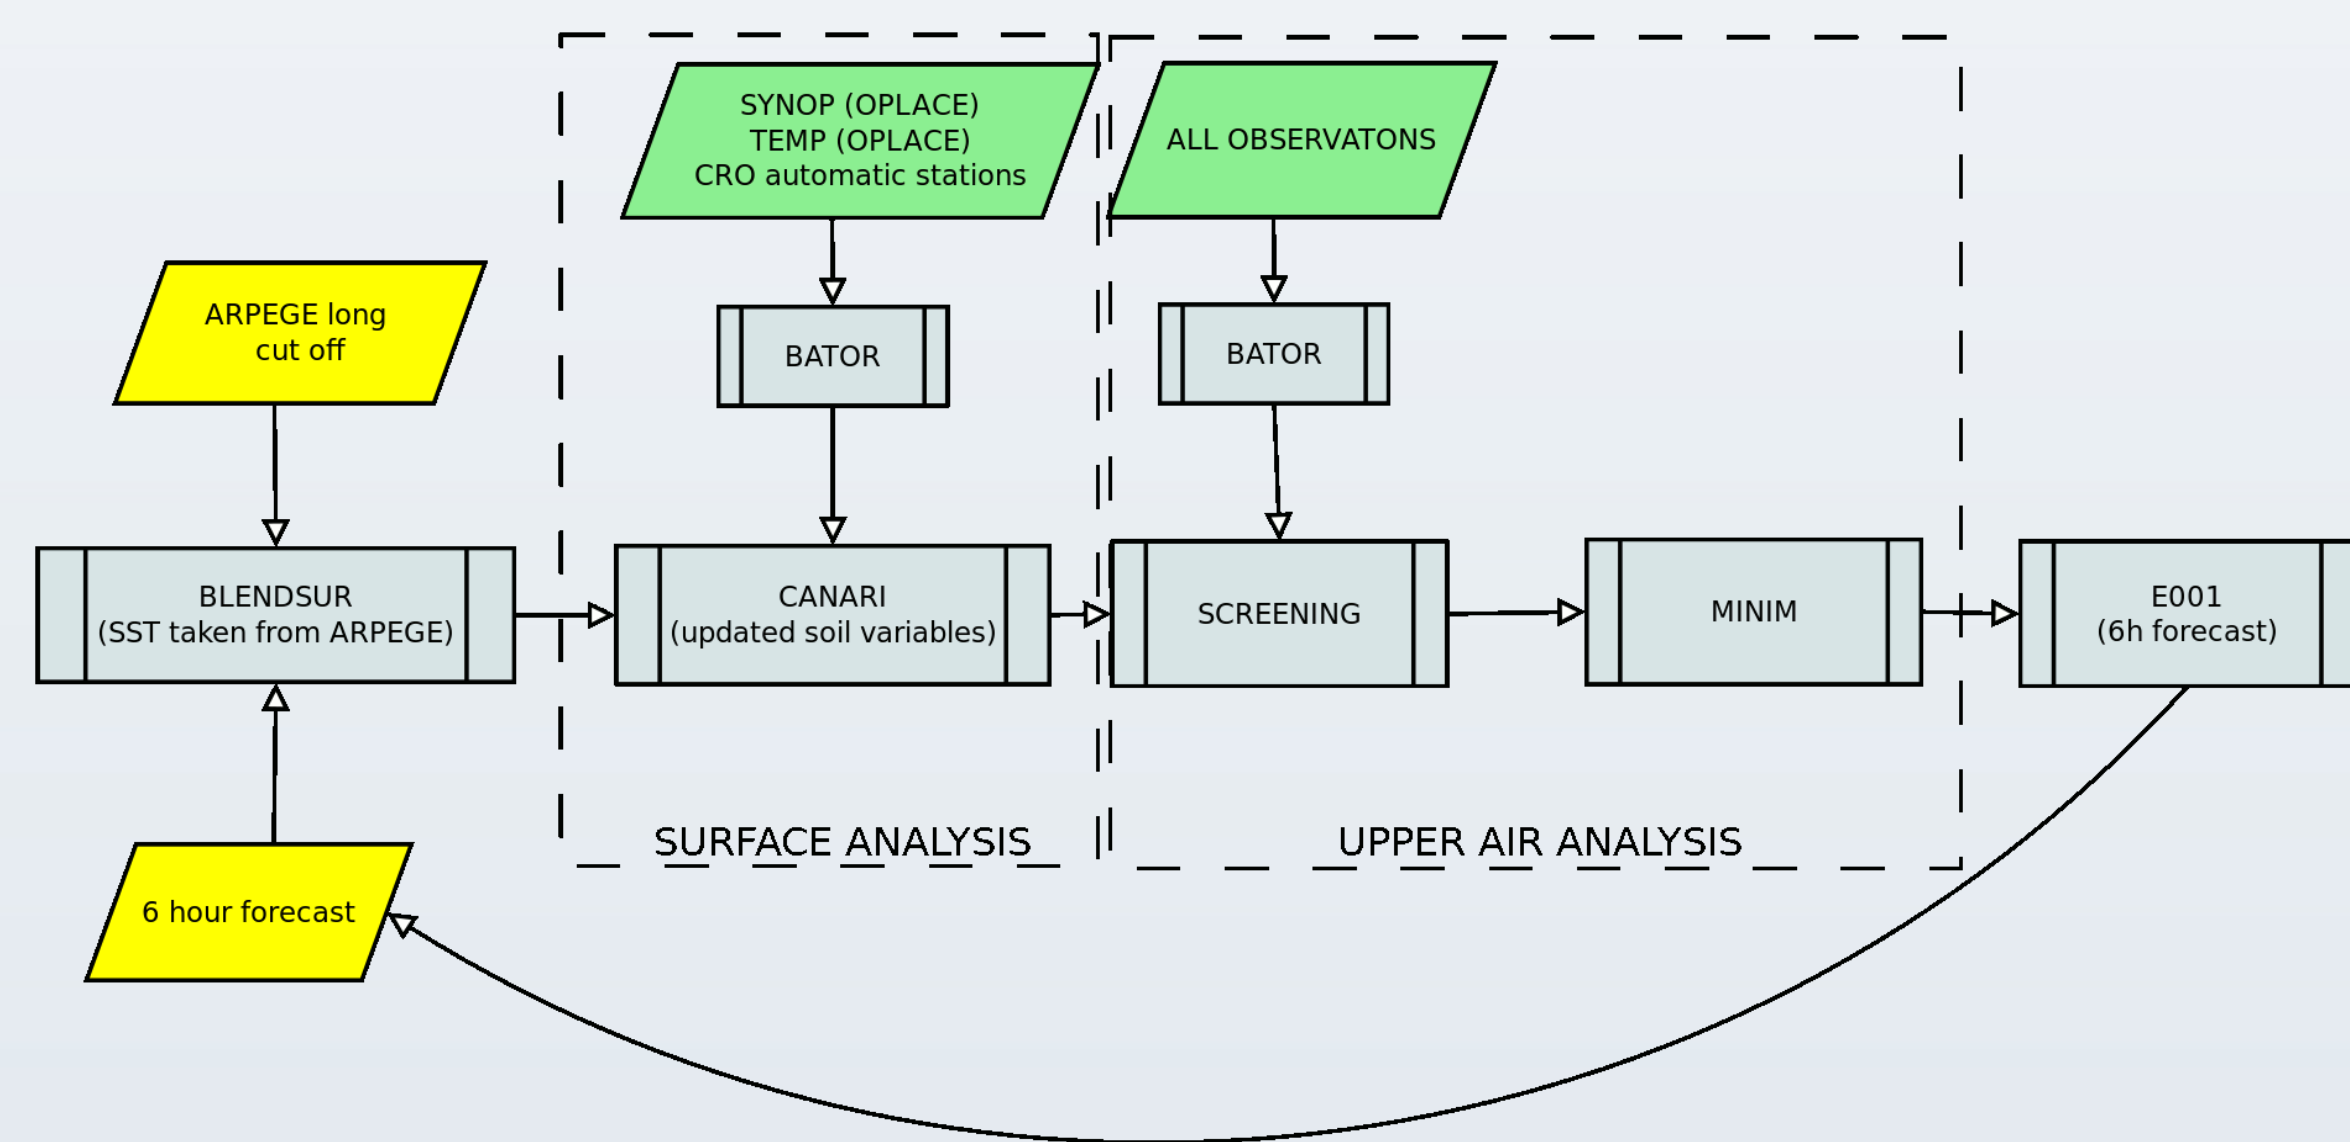 SYNOP (OPLACE)
TEMP (OPLACE)
CRO automatic stations
ALL OBSERVATONS
ARPEGE long
cut off
BATOR
BATOR
BLENDSUR
(SST taken from ARPEGE)
CANARI
(updated soil variables)
SCREENING
MINIM
E001
(6h forecast)
SURFACE ANALYSIS
UPPER AIR ANALYSIS
6 hour forecast